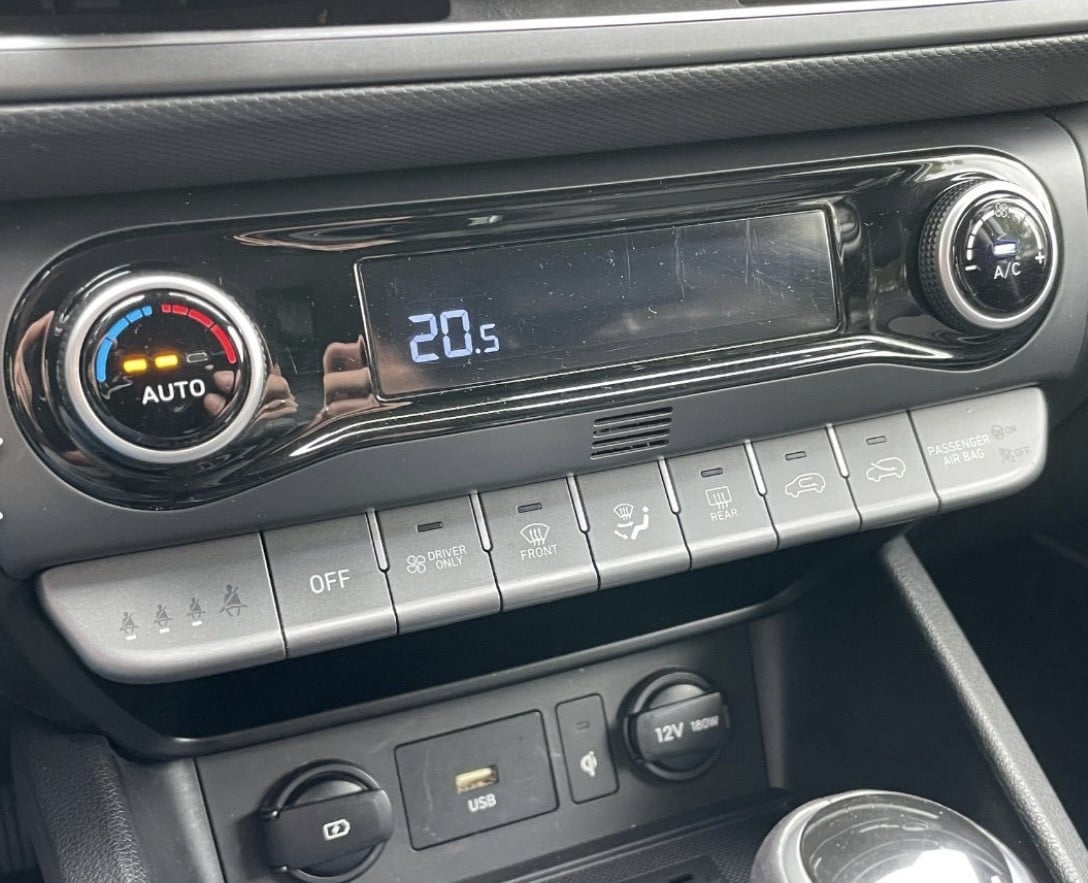 20.5
AUTO
A/C
- +
OFF
DRIVER
ONLY
FRONT
REAR
PASSENGER
AIR BAG
ON
OFF
USB
12V 180W